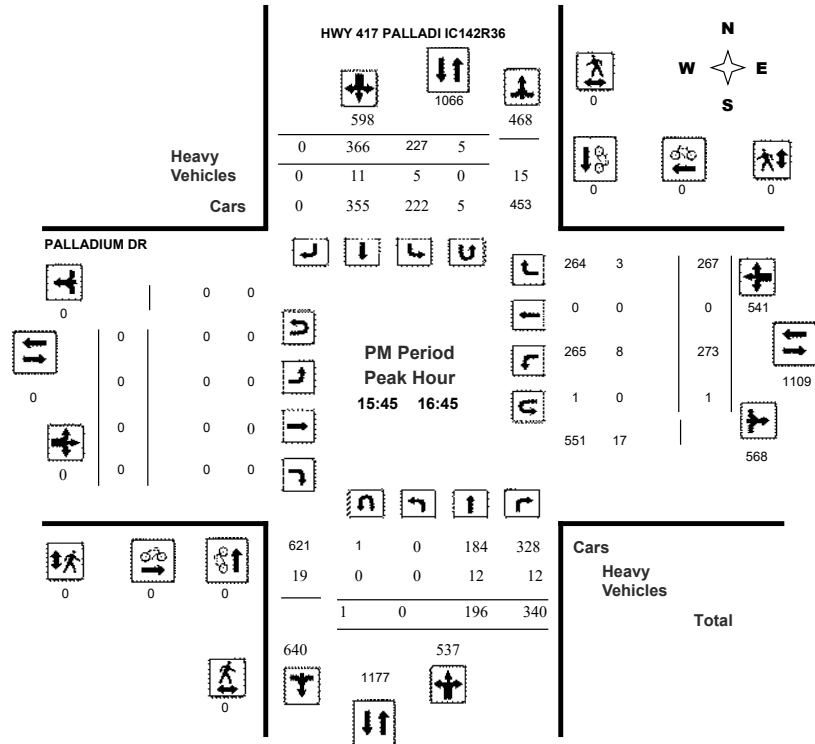 HWY 417 PALLADI IC142R36
N
W E
S
1066
0
598 468
0 366 227 5
Heavy
Vehicles
0 11 5 0 15
Cars 0 355 222 5 453
0 0 0
PALLADIUM DR
0 0 0
264 3 267
0 0 0 541
265 8 273
1 0 1 1109
551 17 568
0 0 0
0
0 0 0
0 0 0
0 0 0 0
PM Period
Peak Hour
15:45 16:45
621 1 0 184 328 Cars
19 0 0 12 12 Heavy
Vehicles
1 0 196 340 Total
0 0 0
640 537
1177
0